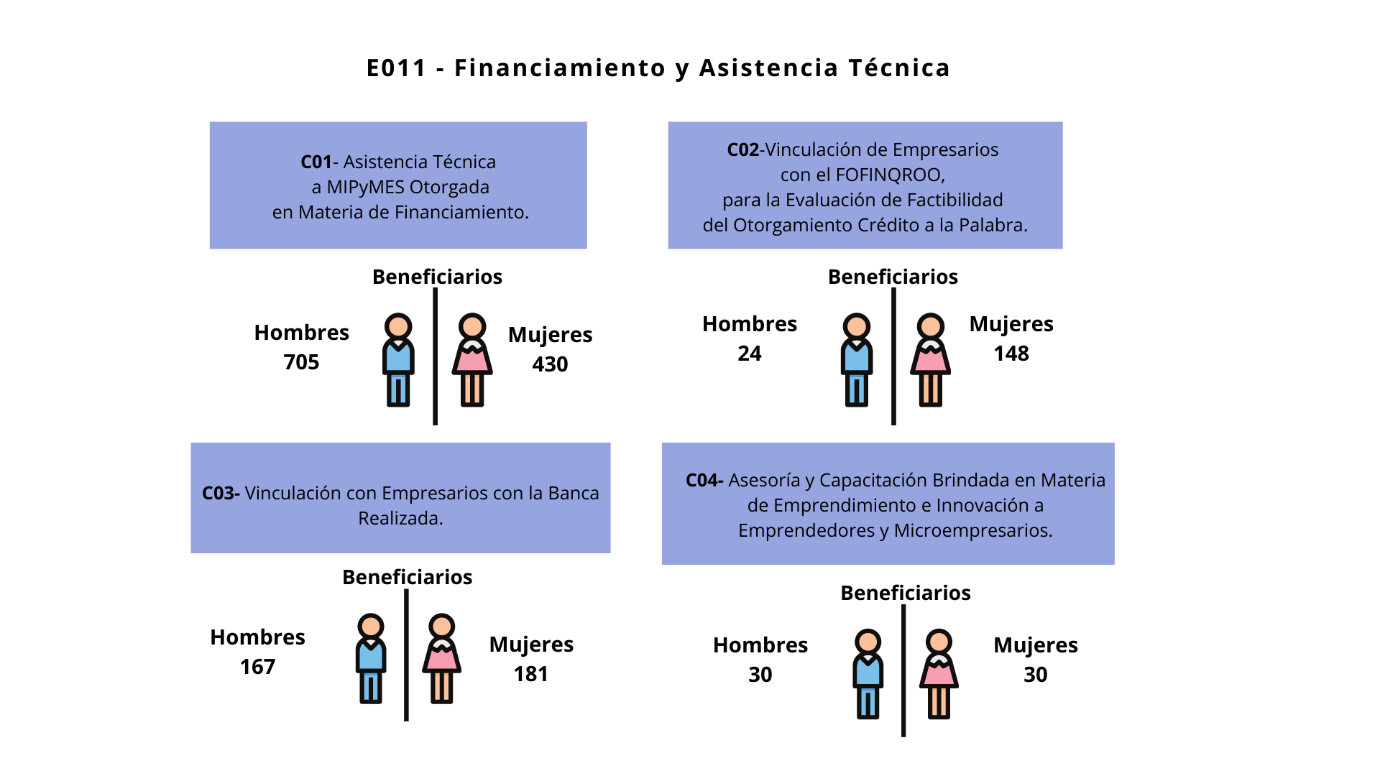 E011 - Financiamiento y Asistencia Técnica
C01- Asistencia Técnica
a MIPyMES Otorgada
en Materia de Financiamiento.
Beneficiarios
Hombres
705
Mujeres
430
C02-Vinculación de Empresarios
con el FOFINQROO,
para la Evaluación de Factibilidad
del Otorgamiento Crédito a la Palabra.
Beneficiarios
Hombres
24
Mujeres
148
C03- Vinculación con Empresarios con la Banca
Realizada.
Beneficiarios
Hombres
167
Mujeres
181
C04- Asesoría y Capacitación Brindada en Materia
de Emprendimiento e Innovación a
Emprendedores y Microempresarios.
Beneficiarios
Hombres
30
Mujeres
30